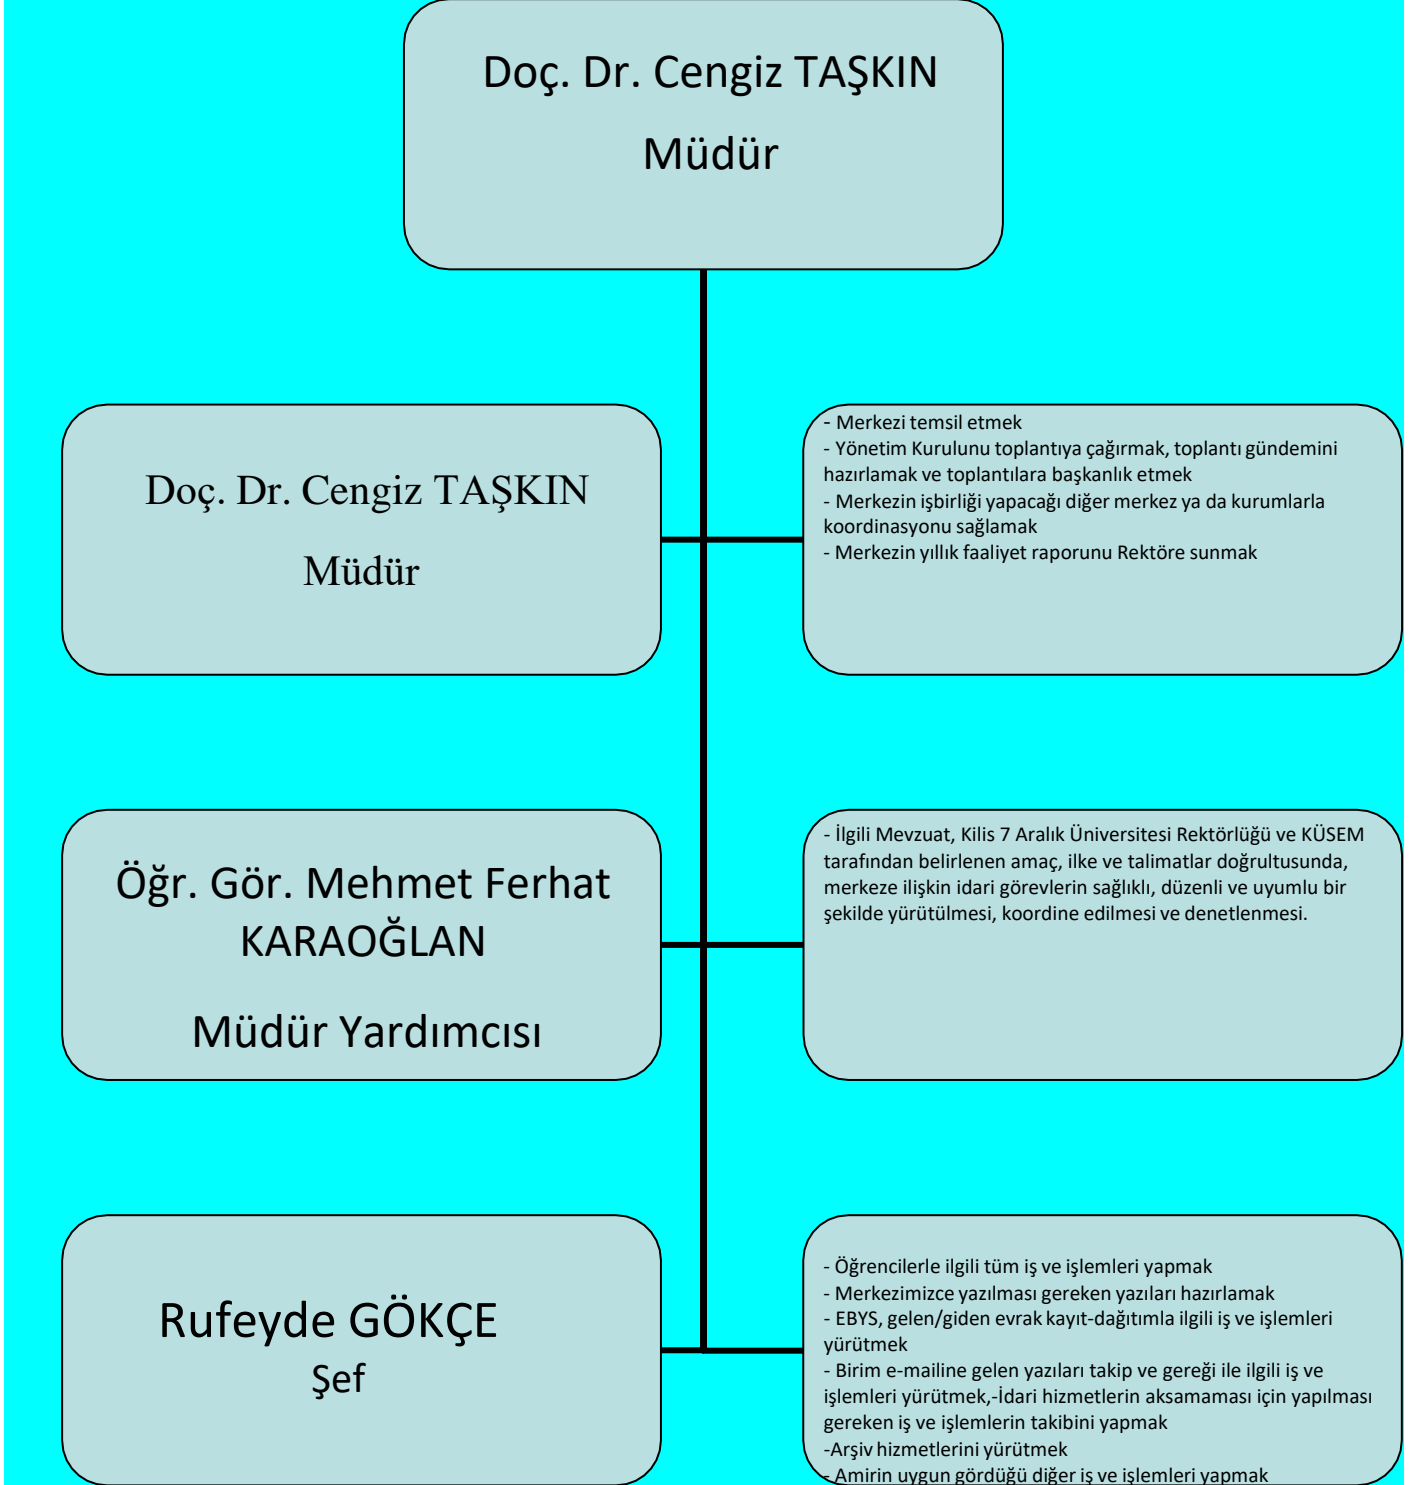 Doç. Dr. Cengiz TAŞKIN
Müdür
Doç. Dr. Cengiz TAŞKIN
Müdür
- Merkezi temsil etmek
- Yönetim Kurulunu toplantıya çağırmak, toplantı gündemini
hazırlamak ve toplantılara başkanlık etmek
- Merkezin işbirliği yapacağı diğer merkez ya da kurumlarla
koordinasyonu sağlamak
- Merkezin yıllık faaliyet raporunu Rektöre sunmak
Öğr. Gör. Mehmet Ferhat
KARAOĞLAN
Müdür Yardımcısı
- İlgili Mevzuat, Kilis 7 Aralık Üniversitesi Rektörlüğü ve KÜSEM
tarafından belirlenen amaç, ilke ve talimatlar doğrultusunda,
merkeze ilişkin idari görevlerin sağlıklı, düzenli ve uyumlu bir
şekilde yürütülmesi, koordine edilmesi ve denetlenmesi.
Rufeyde GÖKÇE
Şef
- Öğrencilerle ilgili tüm iş ve işlemleri yapmak
- Merkezimizce yazılması gereken yazıları hazırlamak
- EBYS, gelen/giden evrak kayıt-dağıtımla ilgili iş ve işlemleri
yürütmek
- Birim e-mailine gelen yazıları takip ve gereği ile ilgili iş ve
işlemleri yürütmek,-İdari hizmetlerin aksamaması için yapılması
gereken iş ve işlemlerin takibini yapmak
-Arşiv hizmetlerini yürütmek
- Amirin uygun gördüğü diğer iş ve işlemleri yapmak